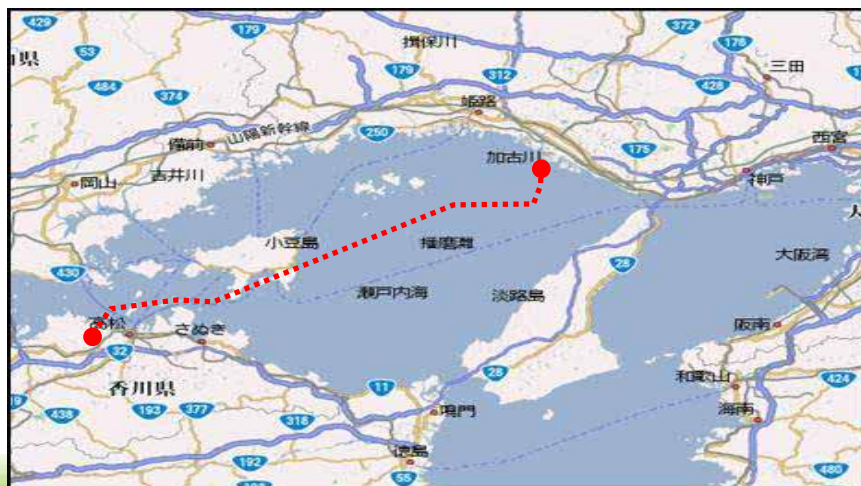 429
53
484
374
179
揖保川
179
312
372
176
三田
428
姫路
山陽新幹線
250
備前
岡山
吉井川
加古川
175
西宮
神戸
小豆島
播磨灘
大阪湾
430
28
瀬戸内海
淡路島
高松
さぬき
阪南
32
香川県
11
28
和歌山
424
193
377
438
318
鳴門
海南
192
徳島
55